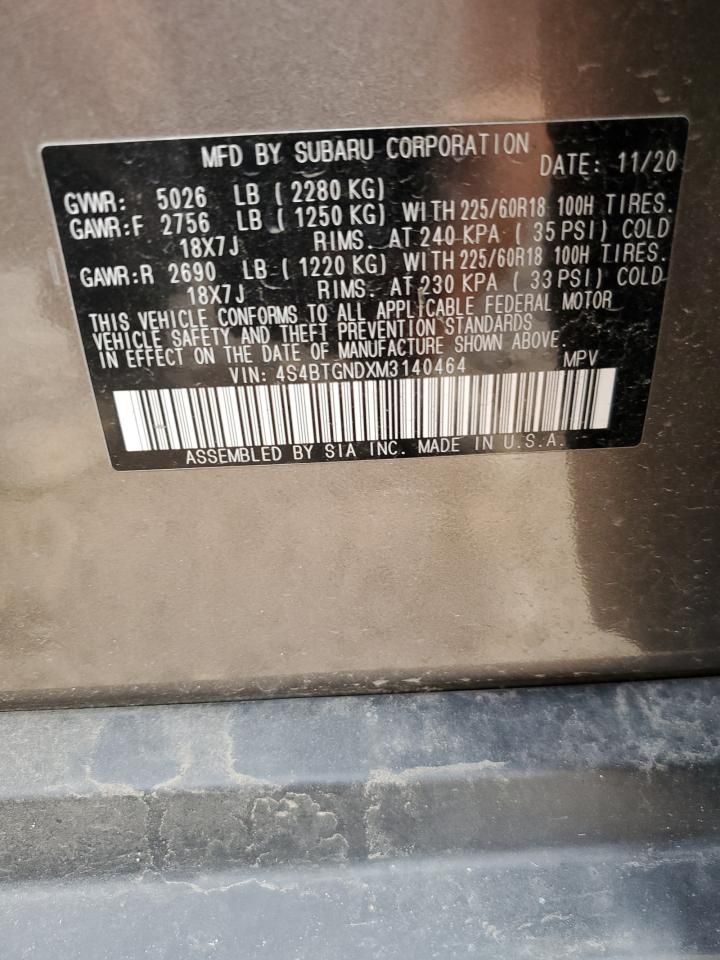 MFD BY SUBARU CORPORATION DATE: 11/20
GVWR: 5026 LB ( 2280 KG)
GAWR:F 2756 LB ( 1250 KG) WITH 225/60R18 100H TIRES.
18X7J RIMS. AT 240 KPA ( 35 PSI) COLD
GAWR:R 2690 LB ( 1220 KG) WITH 225/60R18 100H TIRES.
18X7J RIMS. AT 230 KPA ( 33 PSI) COLD
THIS VEHICLE CONFORMS TO ALL APPLICABLE FEDERAL MOTOR
VEHICLE SAFETY AND THEFT PREVENTION STANDARDS
IN EFFECT ON THE DATE OF MANUFACTURE SHOWN ABOVE.
VIN: 4S4BTGNDXM3140464 MPV
ASSEMBLED BY SIA INC. MADE IN U.S.A.